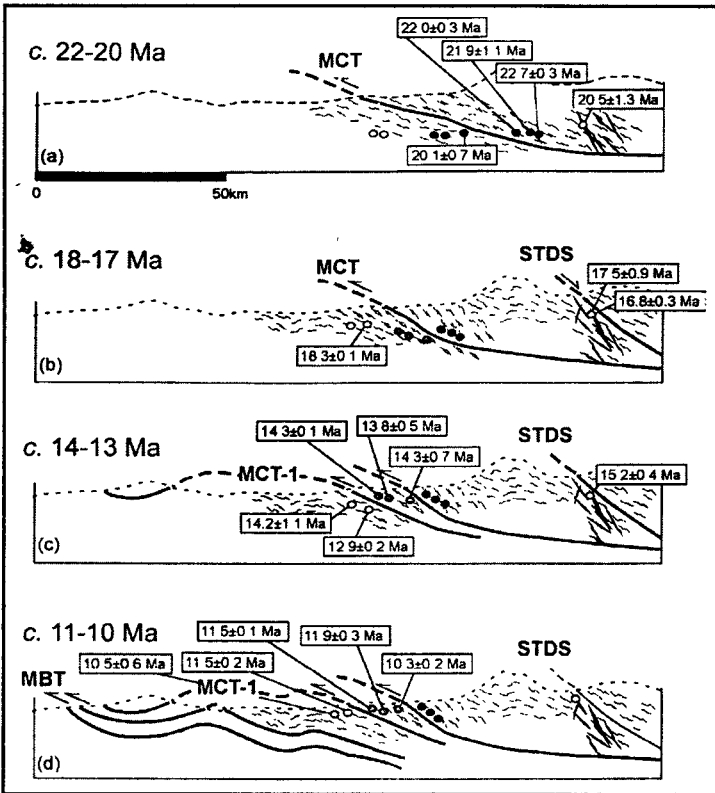 c. 22-20 Ma
MCT
22 0±0 3 Ma
21 9±1 1 Ma
22 7±0 3 Ma
20 5±1.3 Ma
20 1±0 7 Ma
(a)
0
50km
c. 18-17 Ma
MCT
STDS
17 5±0.9 Ma
16.8±0.3 Ma
18 3±0 1 Ma
(b)
c. 14-13 Ma
MCT-1
14 3±0 1 Ma
13 8±0 5 Ma
14 3±0 7 Ma
STDS
15 2±0 4 Ma
14.2±1 1 Ma
12 9±0 2 Ma
(c)
c. 11-10 Ma
11 5±0 1 Ma
11 9±0 3 Ma
STDS
10 5±0 6 Ma
11 5±0 2 Ma
10 3±0 2 Ma
MBT
MCT-1
(d)